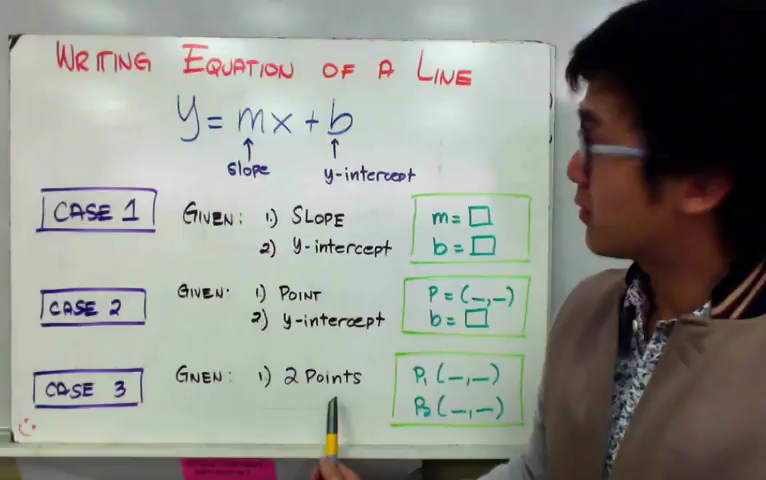 WRITING EQUATION OF A LINE
y = mx + b
↑ ↑
slope y-intercept
CASE 1 GIVEN: 1.) SLOPE m = □
2) y-intercept b = □
CASE 2 GIVEN: 1) POINT P = (_,_)
2) y-intercept b = □
CASE 3 GIVEN: 1) 2 Points P₁ (_,_)
P₂ (_,_)